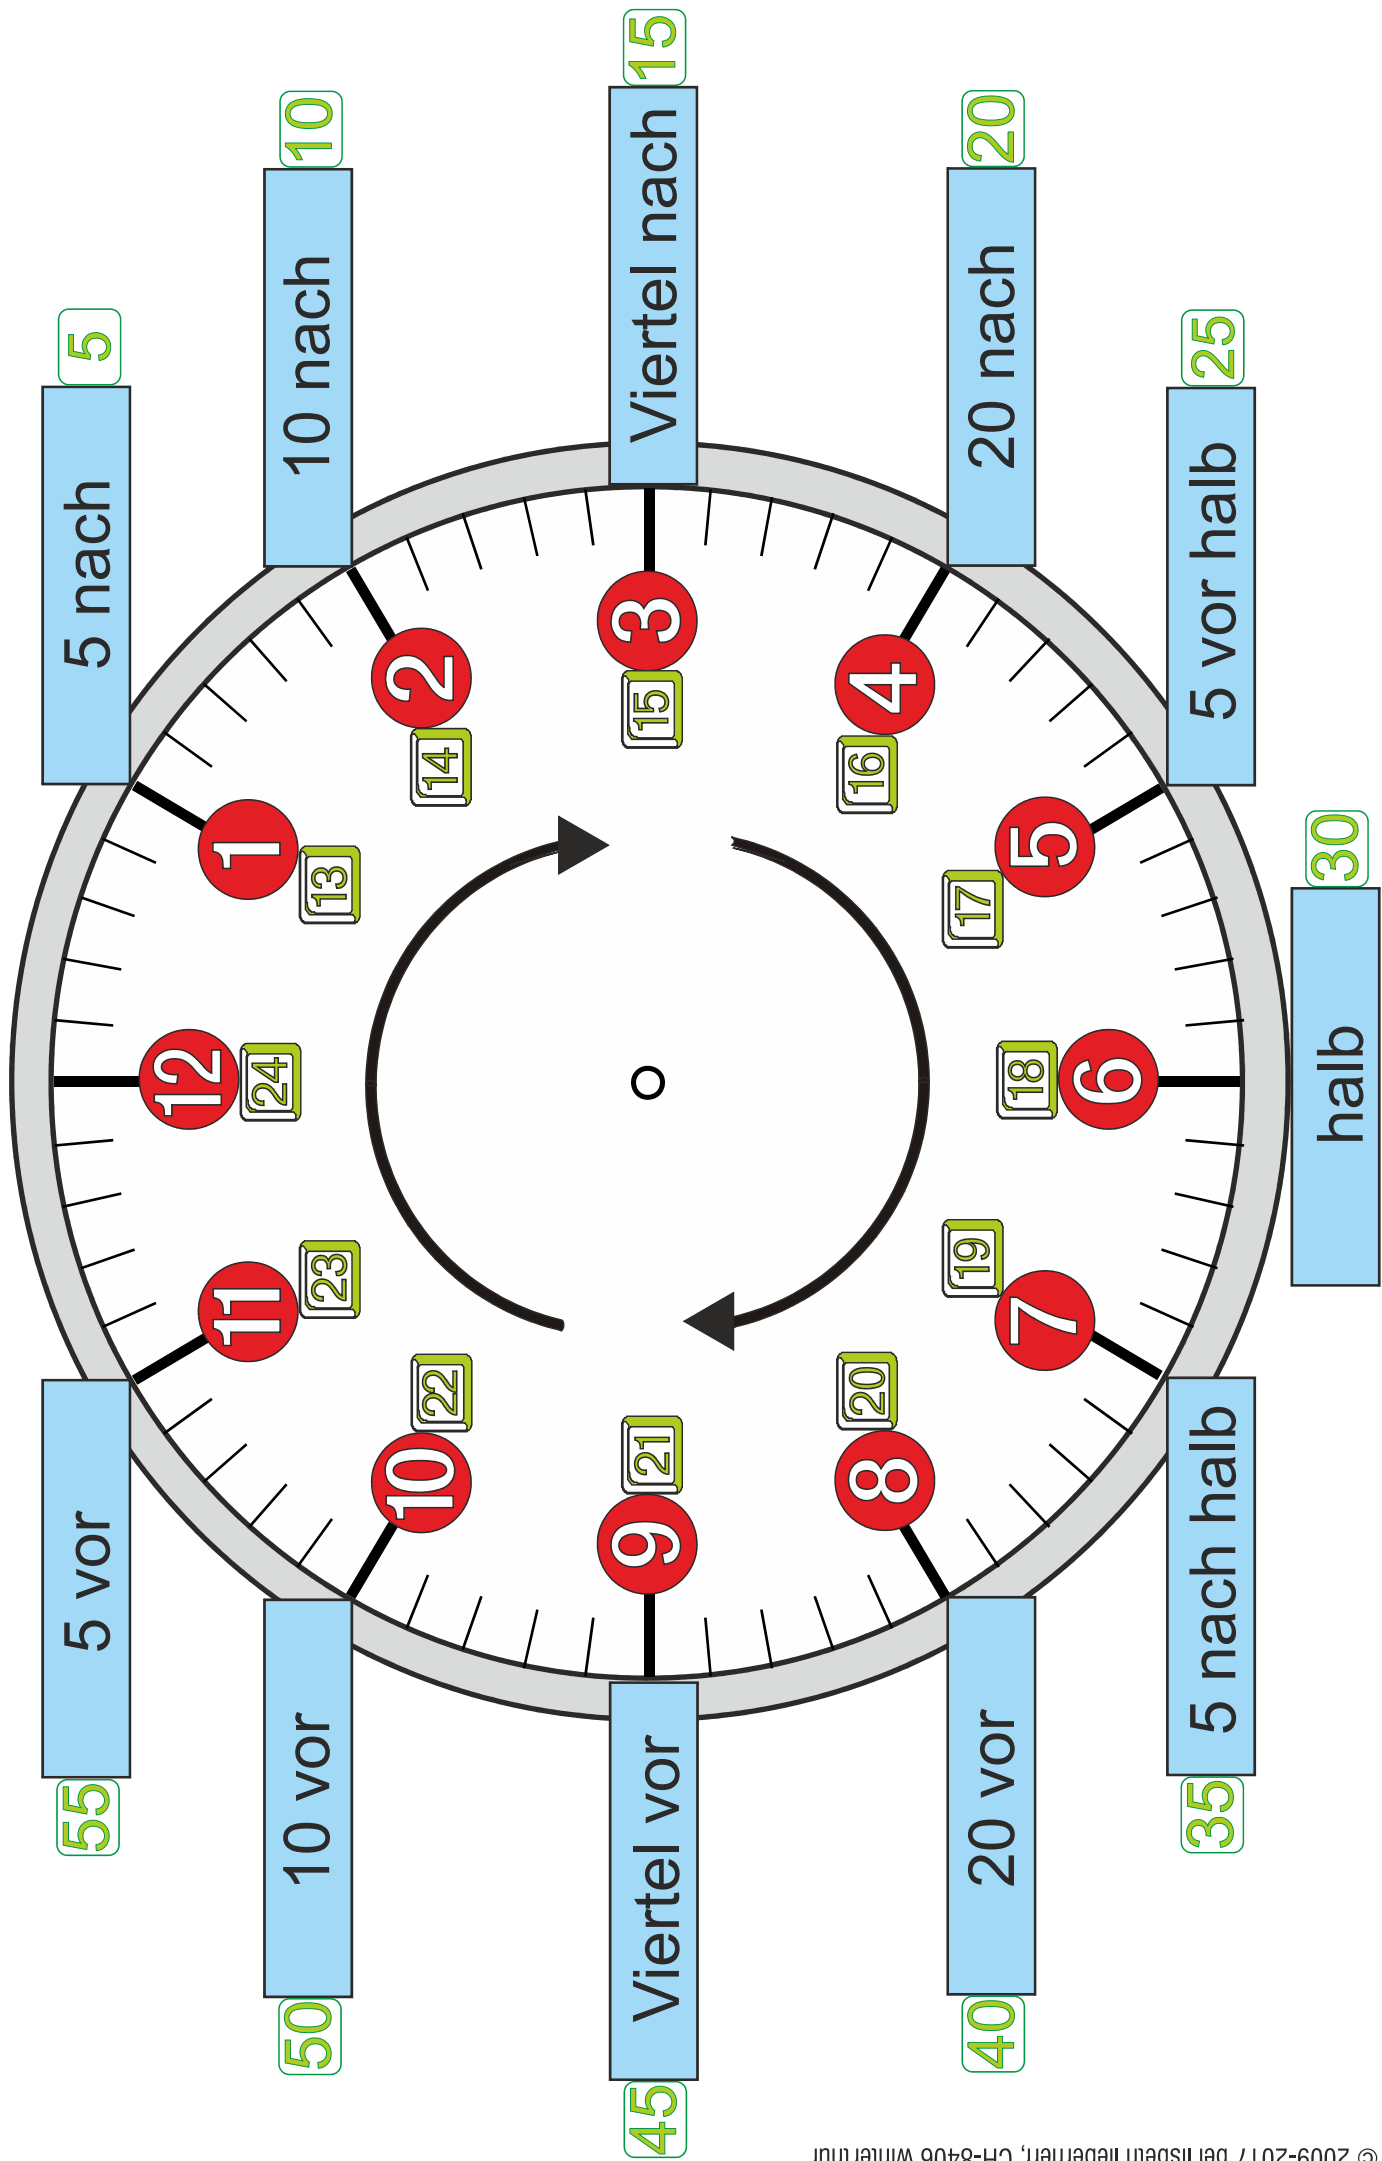 55 5 vor 5 nach 5
12
24
11 1
50 10 vor 10 nach 10
23 13
10 2
22 14
45 Viertel vor 9 21 15 3 Viertel nach 15
20 16
8 4
40 20 vor 20 nach 20
19 17
18
7 5
6
35 5 nach halb 5 vor halb 25
halb 30
© 2009-2017 bei lisbeth lieberherr, CH-8406 Winterthur